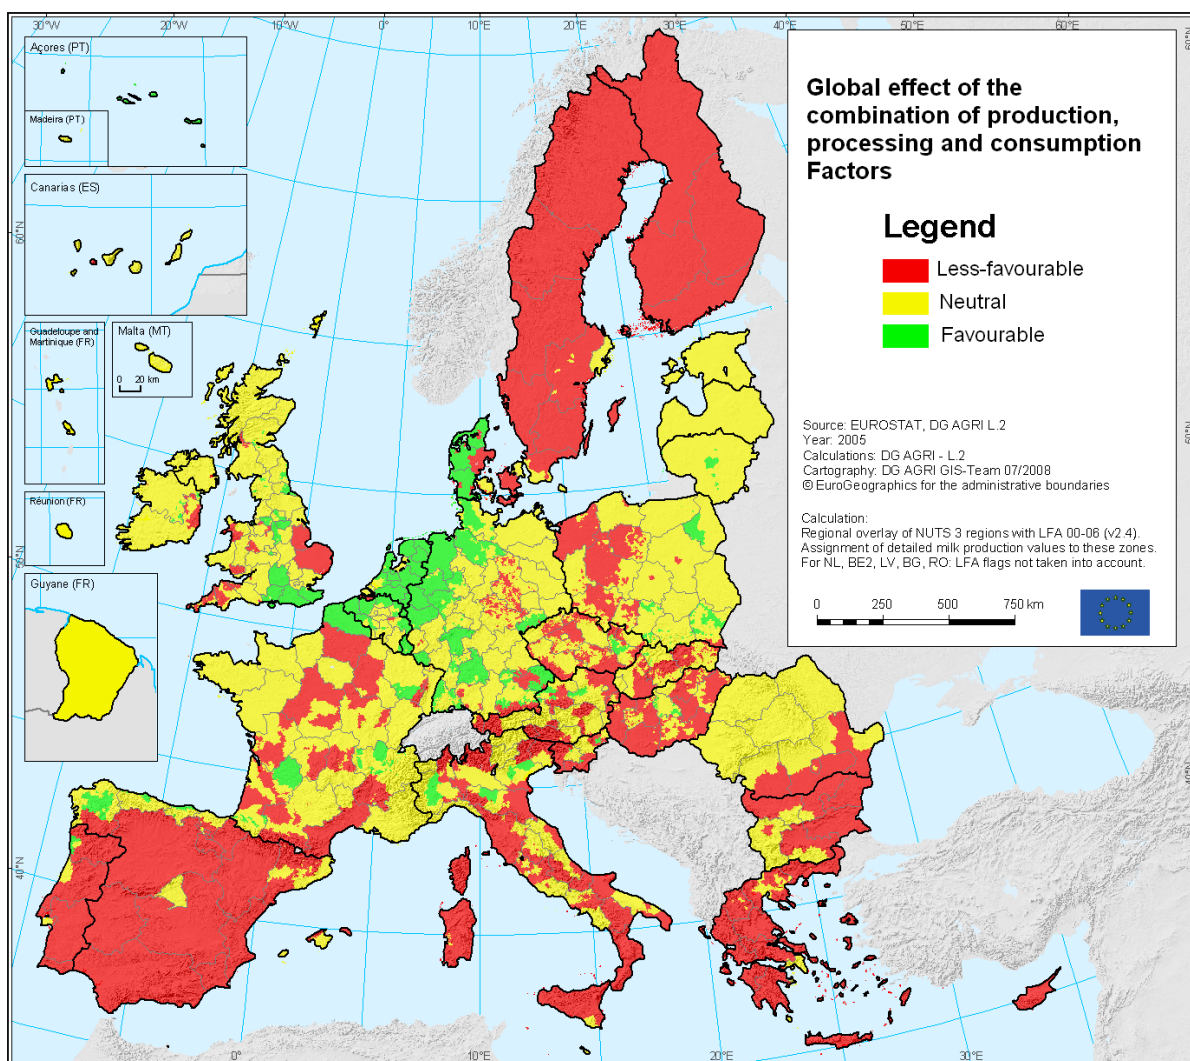 30°W
20°W
10°W
0°
10°E
20°E
30°E
40°E
50°E
60°E
Açores (PT)
Madeira (PT)
Canarias (ES)
Guadeloupe and
Martinique (FR)
Malta (MT)
0 20 km
Réunion (FR)
Guyane (FR)
Global effect of the
combination of production,
processing and consumption
Factors
Legend
Less-favourable
Neutral
Favourable
Source: EUROSTAT, DG AGRI L.2
Year: 2005
Calculations: DG AGRI - L.2
Cartography: DG AGRI GIS-Team 07/2008
© EuroGeographics for the administrative boundaries
Calculation:
Regional overlay of NUTS 3 regions with LFA 00-06 (v2.4).
Assignment of detailed milk production values to these zones.
For NL, BE2, LV, BG, RO: LFA flags not taken into account.
0 250 500 750 km
60°N
40°N
0°
10°E
20°E
30°E